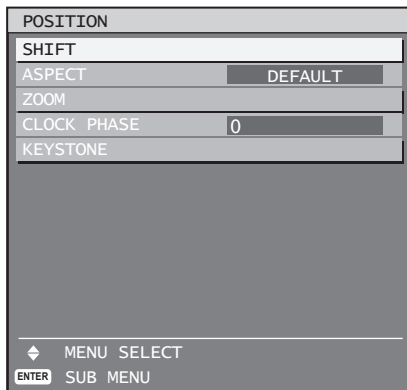 POSITION
SHIFT
ASPECT DEFAULT
ZOOM
CLOCK PHASE 0
KEYSTONE
MENU SELECT
ENTER SUB MENU